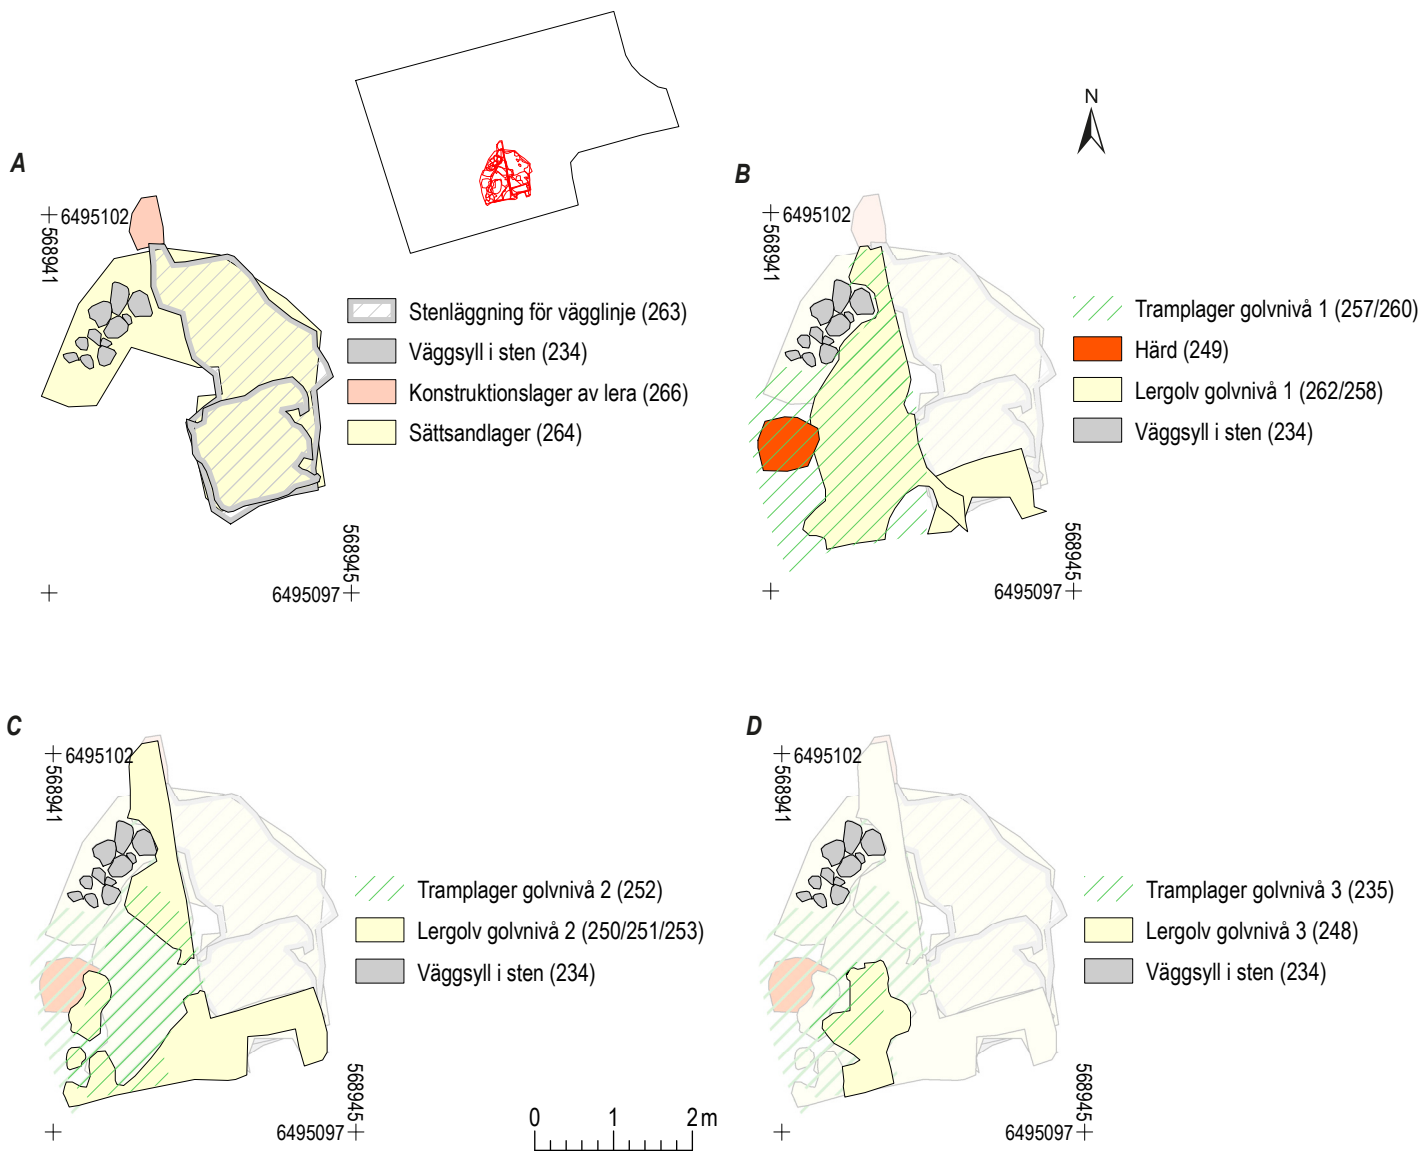 N
A
6495102
568941
Stenläggning för vägglinje (263)
Väggsyll i sten (234)
Konstruktionslager av lera (266)
Sättsandlager (264)
568945
6495097
B
6495102
568941
Tramplager golvnivå 1 (257/260)
Härd (249)
Lergolv golvnivå 1 (262/258)
Väggsyll i sten (234)
568945
6495097
C
6495102
568941
Tramplager golvnivå 2 (252)
Lergolv golvnivå 2 (250/251/253)
Väggsyll i sten (234)
568945
6495097
0 1 2 m
D
6495102
568941
Tramplager golvnivå 3 (235)
Lergolv golvnivå 3 (248)
Väggsyll i sten (234)
568945
6495097